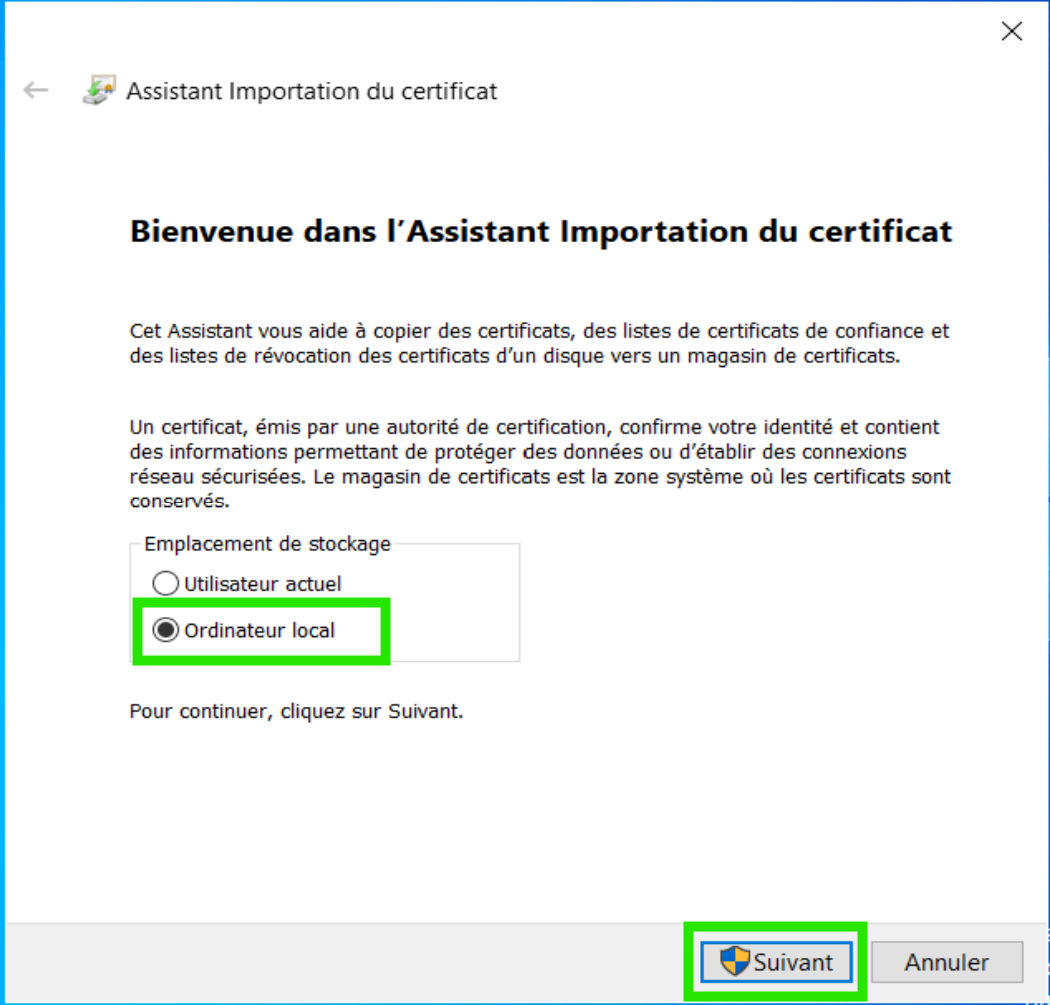 Assistant Importation du certificat
Bienvenue dans l'Assistant Importation du certificat
Cet Assistant vous aide à copier des certificats, des listes de certificats de confiance et
des listes de révocation des certificats d'un disque vers un magasin de certificats.
Un certificat, émis par une autorité de certification, confirme votre identité et contient
des informations permettant de protéger des données ou d'établir des connexions
réseau sécurisées. Le magasin de certificats est la zone système où les certificats sont
conservés.
Emplacement de stockage
Utilisateur actuel
Ordinateur local
Pour continuer, cliquez sur Suivant.
Suivant
Annuler